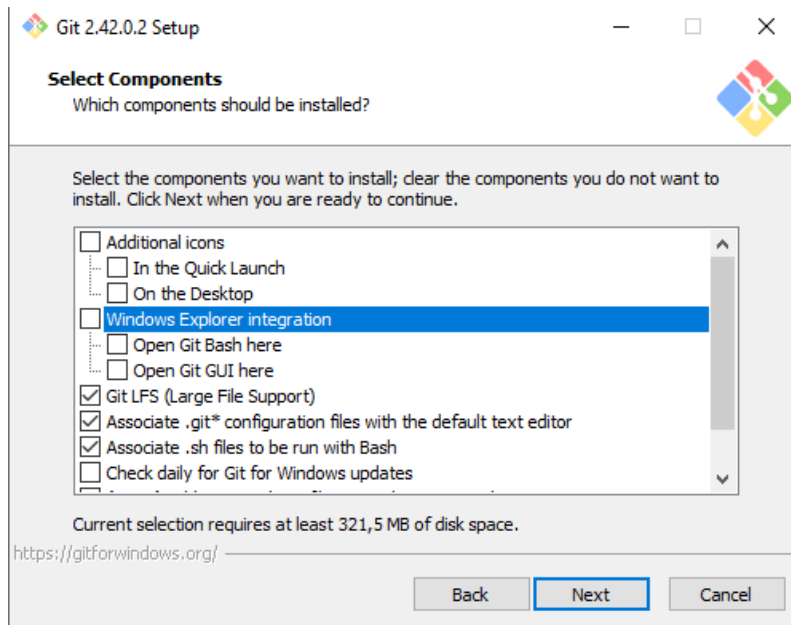 Git 2.42.0.2 Setup
Select Components
Which components should be installed?
Select the components you want to install; clear the components you do not want to
install. Click Next when you are ready to continue.
Additional icons
In the Quick Launch
On the Desktop
Windows Explorer integration
Open Git Bash here
Open Git GUI here
Git LFS (Large File Support)
Associate .git* configuration files with the default text editor
Associate .sh files to be run with Bash
Check daily for Git for Windows updates
Current selection requires at least 321,5 MB of disk space.
https://gitforwindows.org/
Back Next Cancel